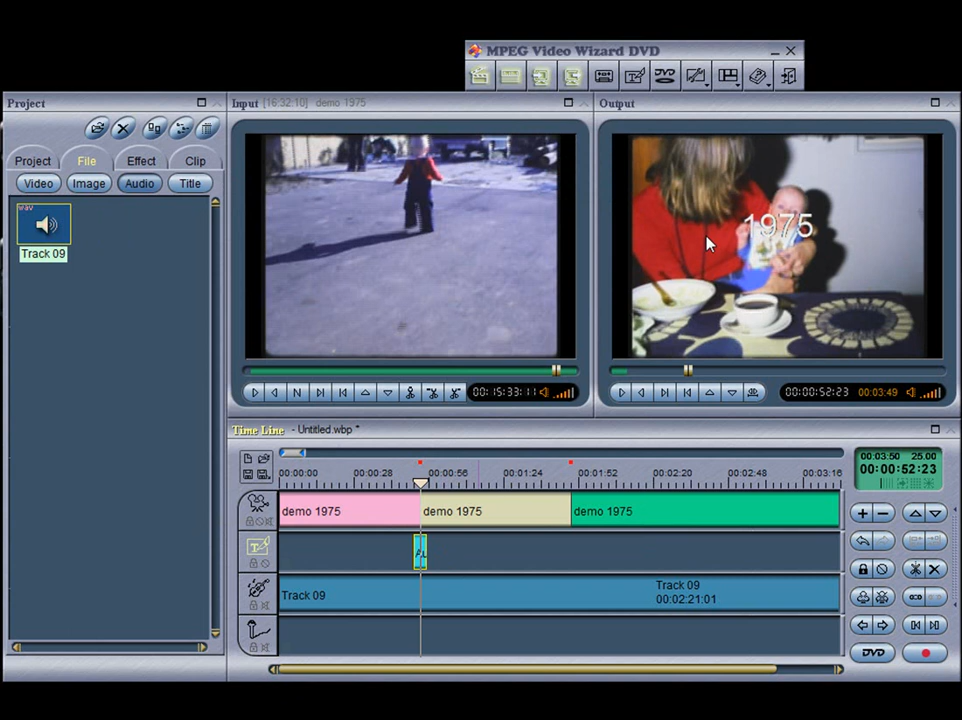 MPEG Video Wizard DVD
Project
Input [16:32:10] demo 1975
Output
Project File Effect Clip
Video Image Audio Title
wav
Track 09
1975
00:15:33:11
00:00:52:23 00:03:49
Time Line - Untitled.wbp *
00:00:00 00:00:28 00:00:56 00:01:24 00:01:52 00:02:20 00:02:48 00:03:16
00:03:50 25.00
00:00:52:23
demo 1975 demo 1975 demo 1975
Track 09
Track 09
00:02:21:01
DVD
DVD